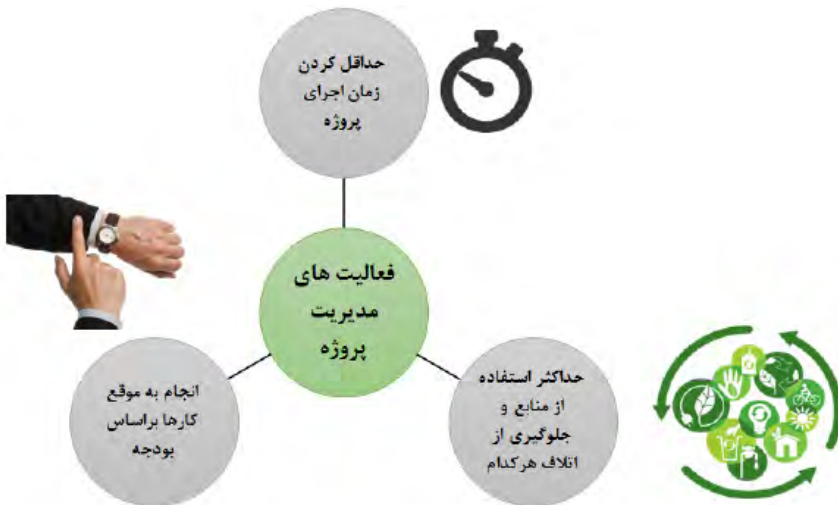 حداقل کردن
زمان اجرای
پروژه
فعالیت های
مدیریت
پروژه
حداکثر استفاده
از منابع و
جلوگیری از
اتلاف هرکدام
انجام به موقع
کارها براساس
بودجه